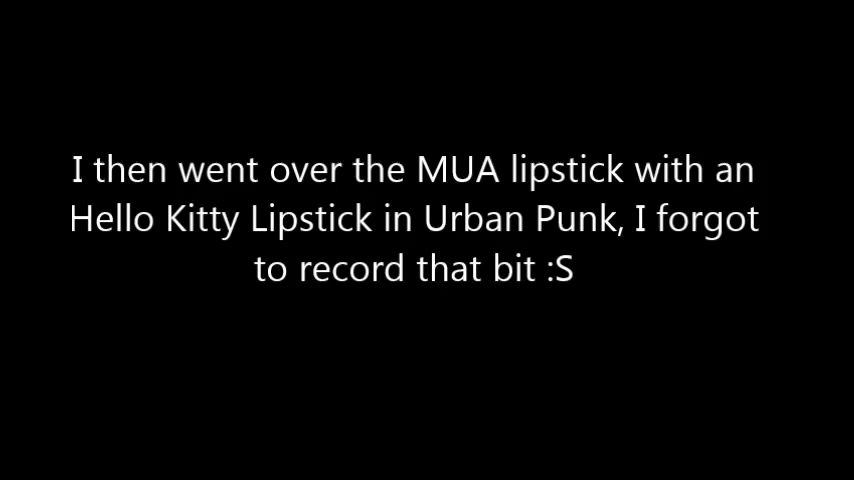 I then went over the MUA lipstick with an
Hello Kitty Lipstick in Urban Punk, I forgot
to record that bit :S